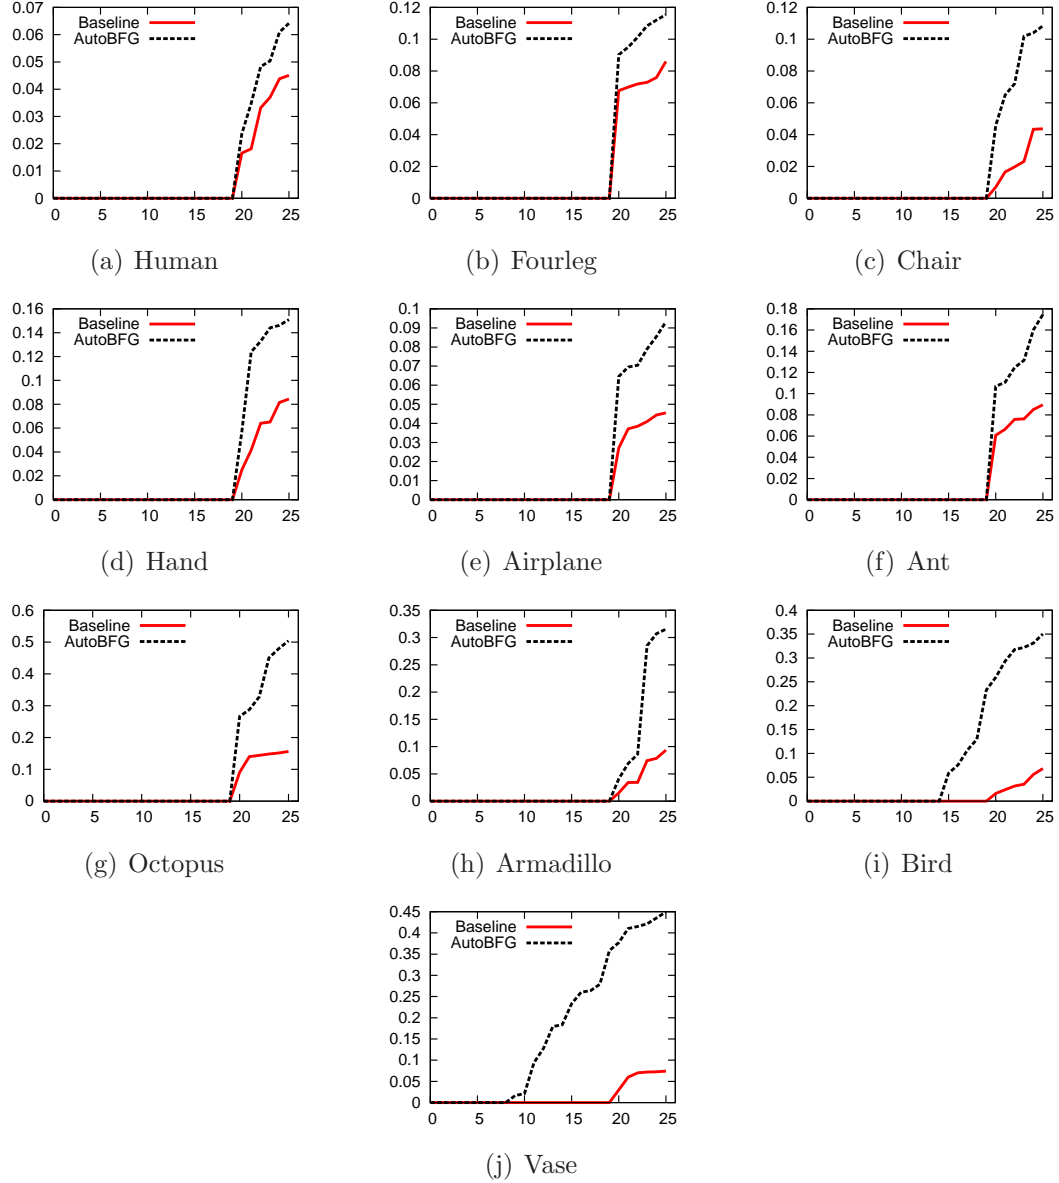 0.07
0.06
0.05
0.04
0.03
0.02
0.01
0
0 5 10 15 20 25
Baseline
AutoBFG
(a) Human
0.12
0.1
0.08
0.06
0.04
0.02
0
0 5 10 15 20 25
Baseline
AutoBFG
(b) Fourleg
0.12
0.1
0.08
0.06
0.04
0.02
0
0 5 10 15 20 25
Baseline
AutoBFG
(c) Chair
0.16
0.14
0.12
0.1
0.08
0.06
0.04
0.02
0
0 5 10 15 20 25
Baseline
AutoBFG
(d) Hand
0.1
0.09
0.08
0.07
0.06
0.05
0.04
0.03
0.02
0.01
0
0 5 10 15 20 25
Baseline
AutoBFG
(e) Airplane
0.18
0.16
0.14
0.12
0.1
0.08
0.06
0.04
0.02
0
0 5 10 15 20 25
Baseline
AutoBFG
(f) Ant
0.6
0.5
0.4
0.3
0.2
0.1
0
0 5 10 15 20 25
Baseline
AutoBFG
(g) Octopus
0.35
0.3
0.25
0.2
0.15
0.1
0.05
0
0 5 10 15 20 25
Baseline
AutoBFG
(h) Armadillo
0.4
0.35
0.3
0.25
0.2
0.15
0.1
0.05
0
0 5 10 15 20 25
Baseline
AutoBFG
(i) Bird
0.45
0.4
0.35
0.3
0.25
0.2
0.15
0.1
0.05
0
0 5 10 15 20 25
Baseline
AutoBFG
(j) Vase